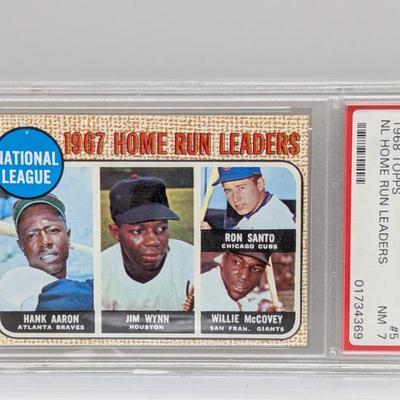 1967 HOME RUN LEADERS
NATIONAL
LEAGUE
HANK AARON
ATLANTA BRAVES
JIM WYNN
HOUSTON
RON SANTO
CHICAGO CUBS
WILLIE McCOVEY
SAN FRAN. GIANTS
1968 TOPPS
NL HOME RUN LEADERS
#5
NM 7
01734369